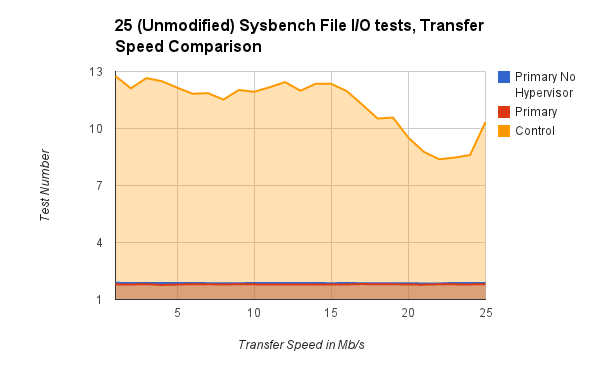 25 (Unmodified) Sysbench File I/O tests, Transfer
Speed Comparison
13
10
7
4
1
Test Number
5
10
15
20
25
Transfer Speed in Mb/s
Primary No
Hypervisor
Primary
Control